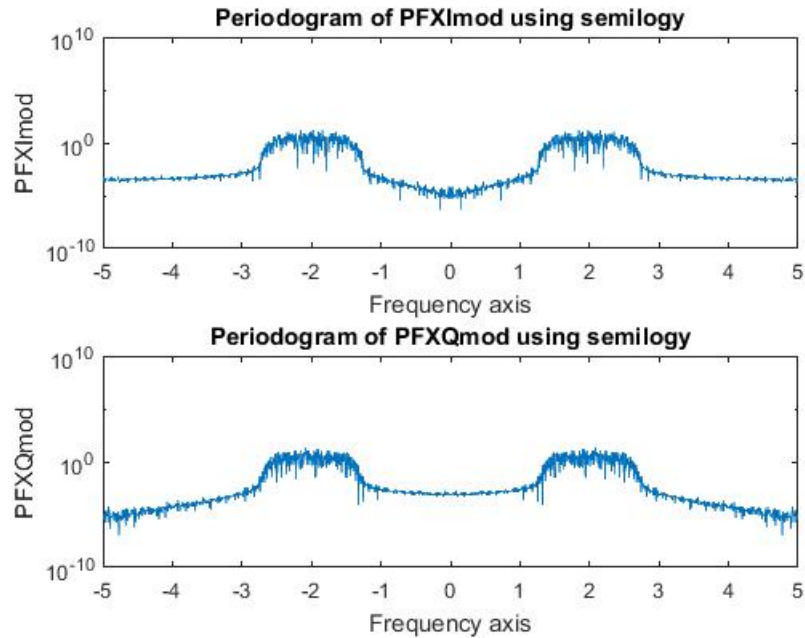 Periodogram of PFXImod using semilogy
PFXImod
10^10
10^0
10^-10
-5 -4 -3 -2 -1 0 1 2 3 4 5
Frequency axis
Periodogram of PFXQmod using semilogy
PFXQmod
10^10
10^0
10^-10
-5 -4 -3 -2 -1 0 1 2 3 4 5
Frequency axis